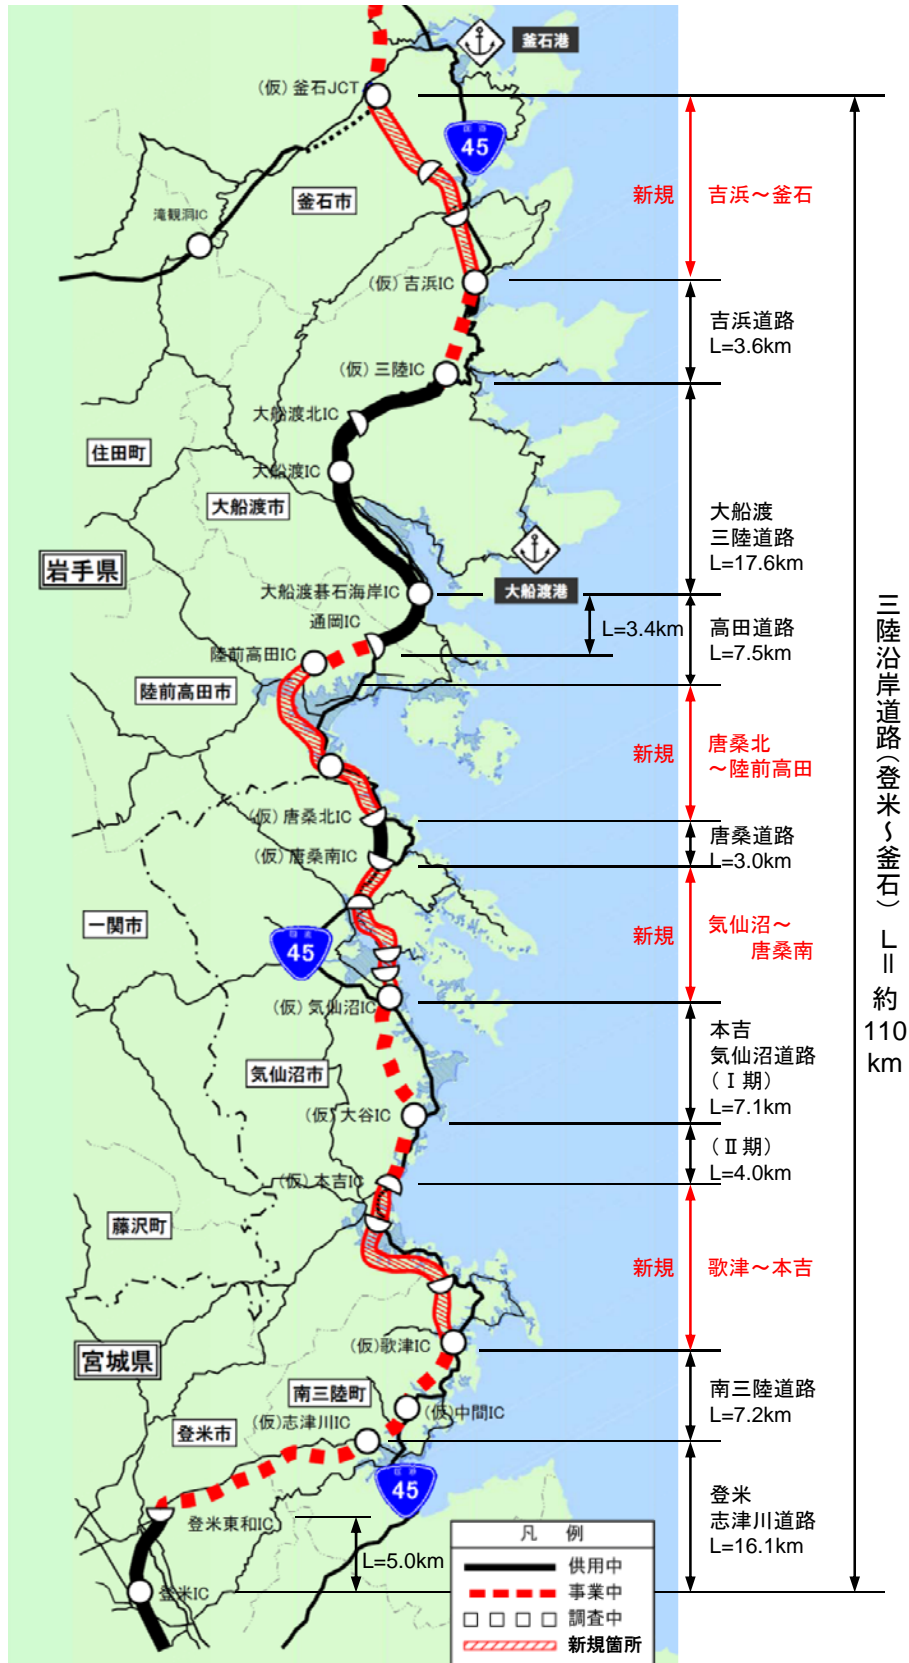 釜石港
(仮)釜石JCT
国道
45
新規
吉浜～釜石
釜石市
滝観洞IC
(仮)吉浜IC
吉浜道路
L=3.6km
(仮)三陸IC
大船渡北IC
住田町
大船渡IC
大船渡市
大船渡
三陸道路
L=17.6km
岩手県
大船渡碁石海岸IC
大船渡港
通岡IC
L=3.4km
高田道路
L=7.5km
陸前高田IC
陸前高田市
新規
唐桑北
～陸前高田
(仮)唐桑北IC
唐桑道路
L=3.0km
(仮)唐桑南IC
一関市
45
新規
気仙沼～
唐桑南
(仮)気仙沼IC
本吉
気仙沼道路
(Ⅰ期)
L=7.1km
気仙沼市
(仮)大谷IC
(Ⅱ期)
L=4.0km
(仮)本吉IC
藤沢町
新規
歌津～本吉
宮城県
(仮)歌津IC
南三陸町
南三陸道路
L=7.2km
(仮)中間IC
(仮)志津川IC
登米市
45
登米
志津川道路
L=16.1km
登米東和IC
L=5.0km
登米IC
三陸沿岸道路(登米～釜石) L=約110km
凡 例
供用中
事業中
調査中
新規箇所